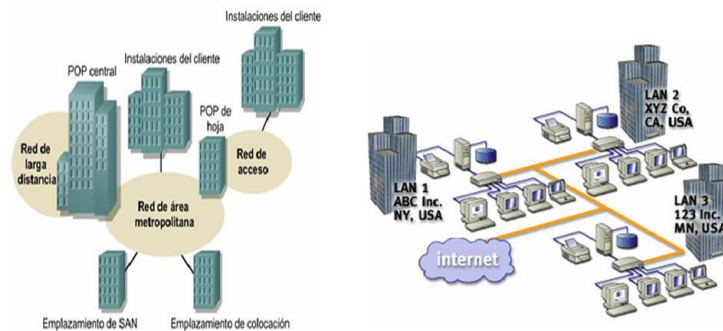 Instalaciones del cliente
Instalaciones del cliente
POP central
POP de
hoja
Red de
larga
distancia
Red de
acceso
Red de área
metropolitana
Emplazamiento de SAN
Emplazamiento de colocación
LAN 2
XYZ Co,
CA, USA
LAN 1
ABC Inc.
NY, USA
LAN 3
123 Inc.
MN, USA
internet